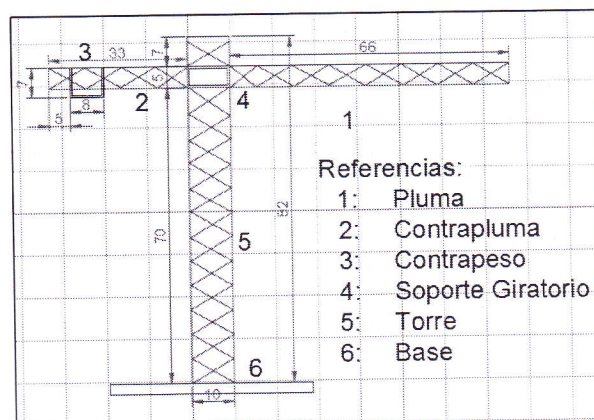 7
3
33
66
7
5
2
4
8
5
1
Referencias:
1: Pluma
70
82
2: Contrapluma
5
3: Contrapeso
4: Soporte Giratorio
5: Torre
6
6: Base
10